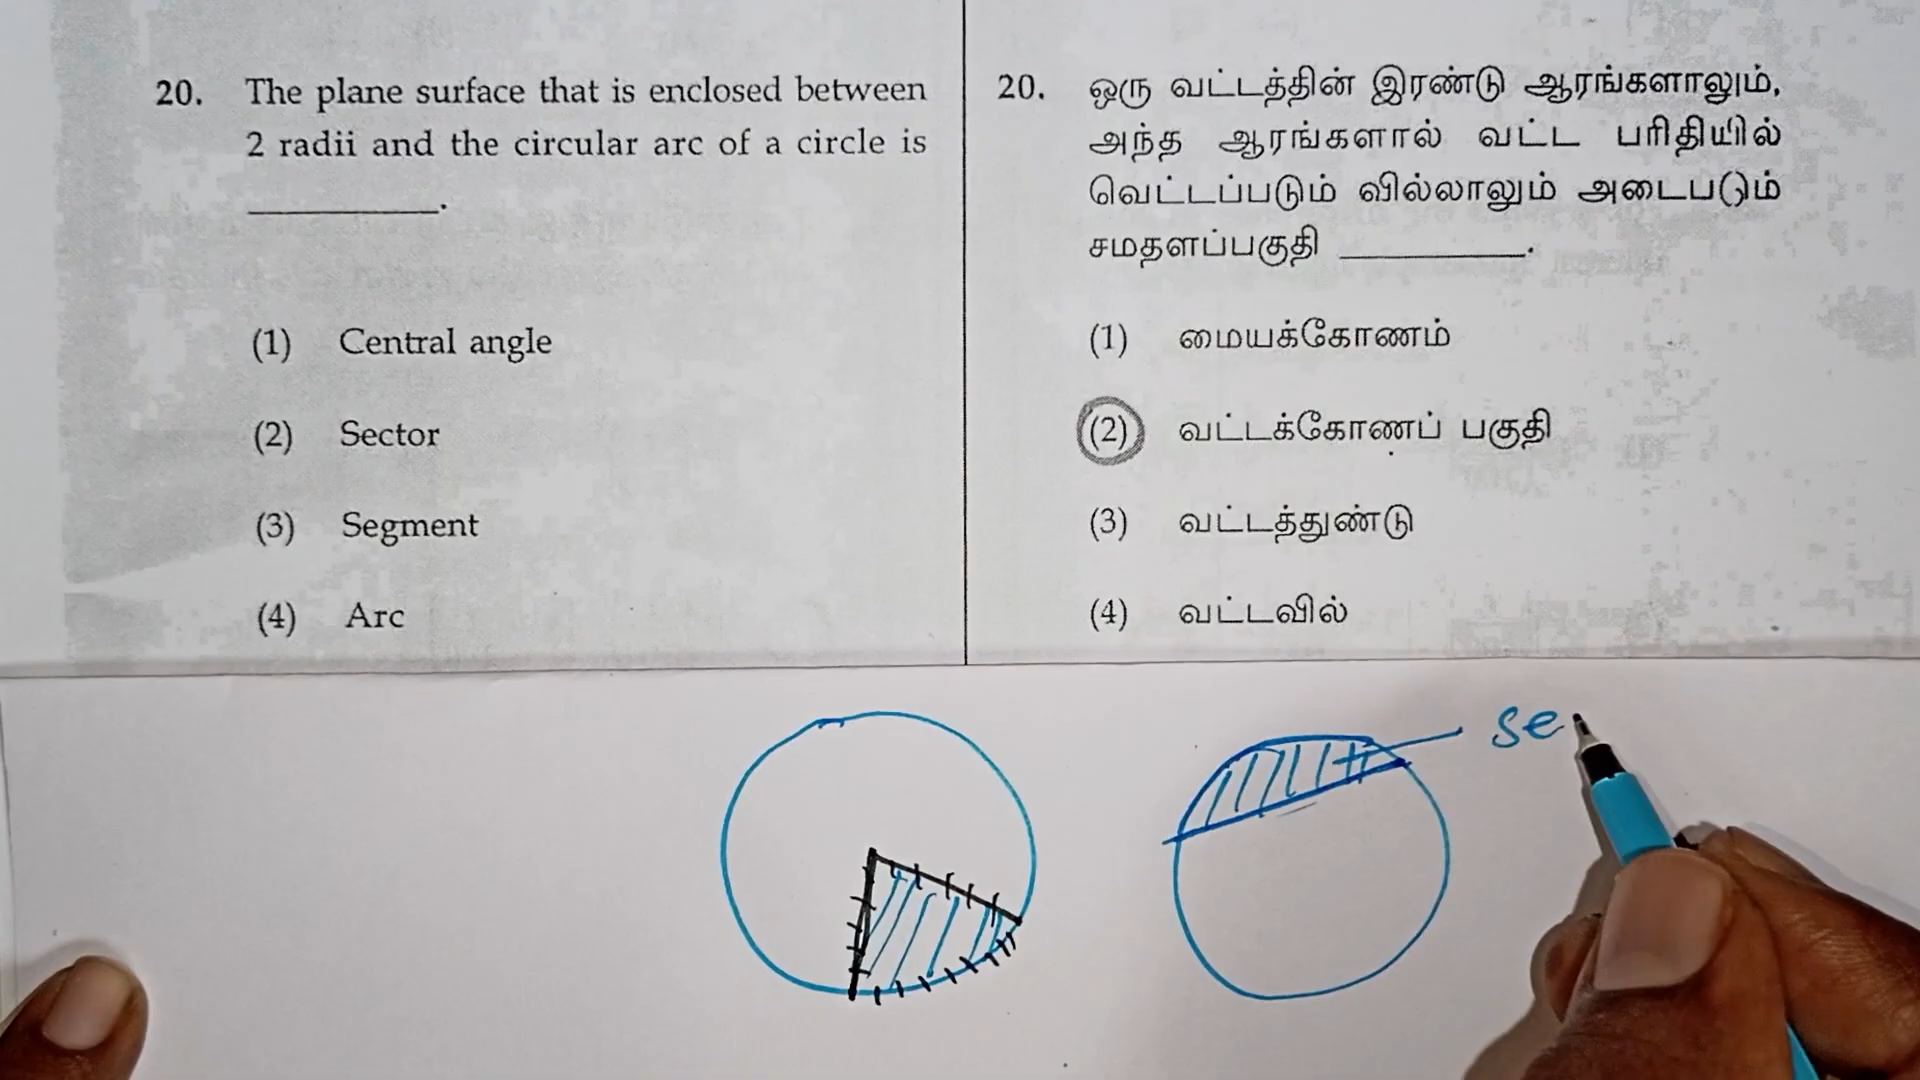 20. The plane surface that is enclosed between
2 radii and the circular arc of a circle is
____________.
(1) Central angle
(2) Sector
(3) Segment
(4) Arc
20. ஒரு வட்டத்தின் இரண்டு ஆரங்களாலும்,
அந்த ஆரங்களால் வட்ட பரிதியில்
வெட்டப்படும் வில்லாலும் அடைபடும்
சமதளப்பகுதி ____________.
(1) மையக்கோணம்
(2) வட்டக்கோணப் பகுதி
(3) வட்டத்துண்டு
(4) வட்டவில்
se